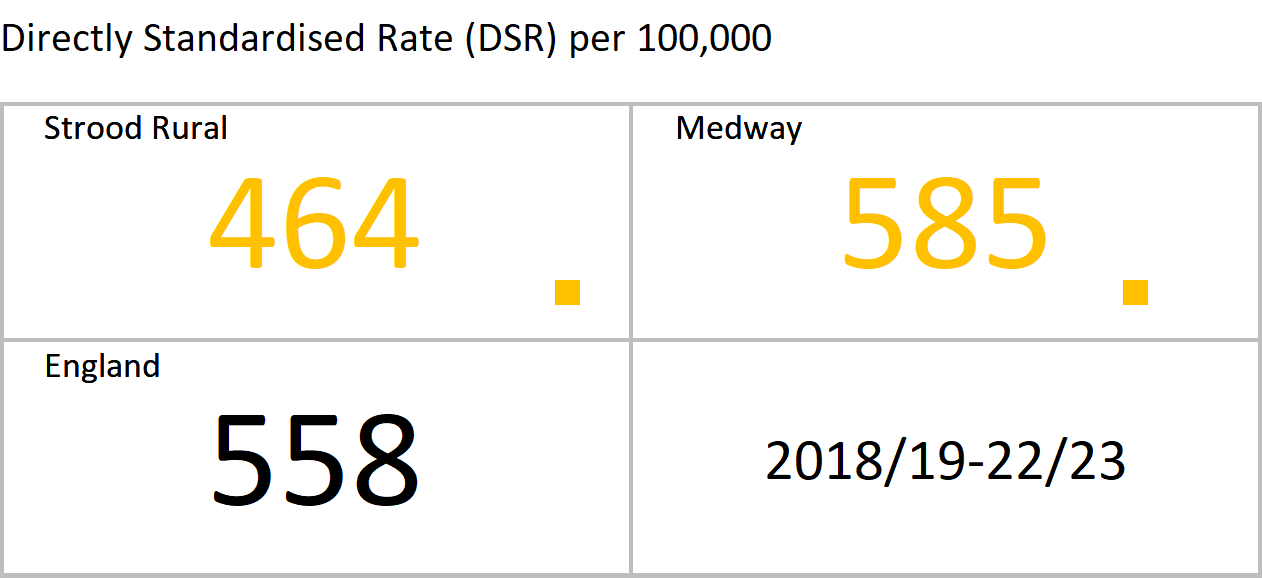 Directly Standardised Rate (DSR) per 100,000
Strood Rural
464
Medway
585
England
558
2018/19-22/23